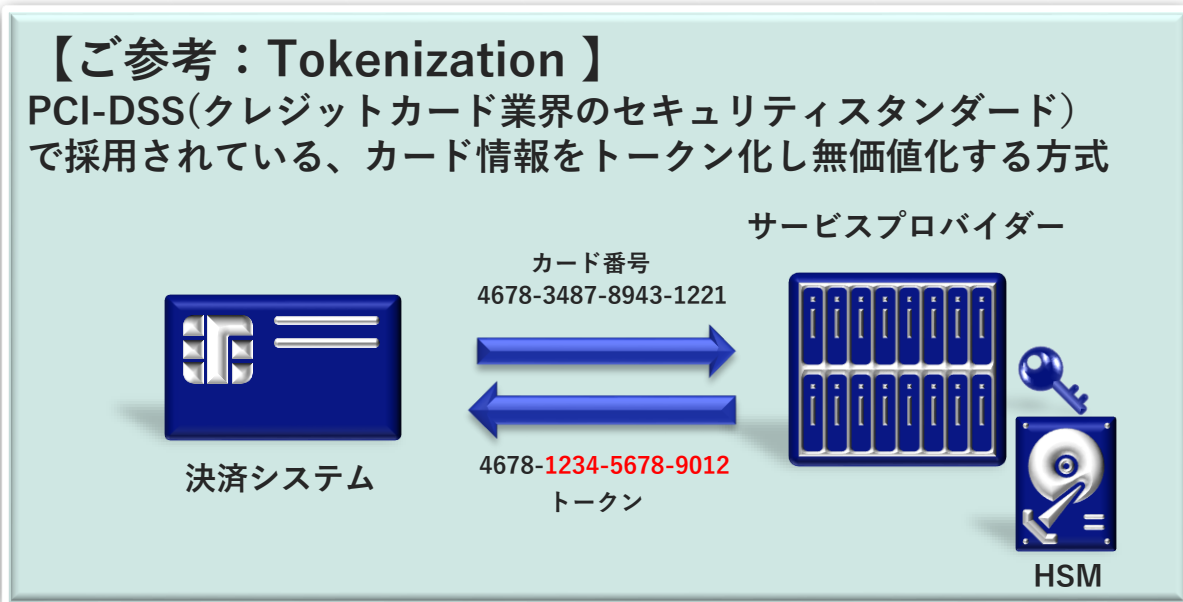 【ご参考：Tokenization 】
PCI-DSS(クレジットカード業界のセキュリティスタンダード）
で採用されている、カード情報をトークン化し無価値化する方式
サービスプロバイダー
カード番号
4678-3487-8943-1221
4678-1234-5678-9012
トークン
決済システム
HSM